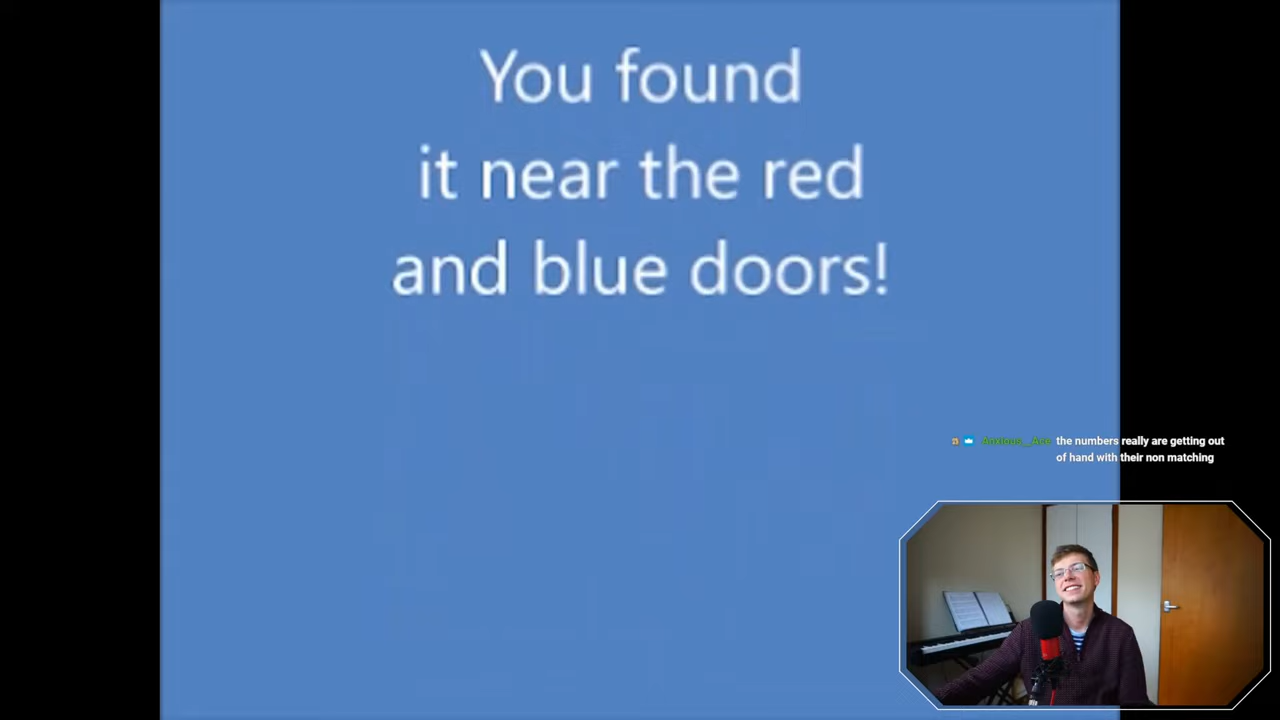 You found
it near the red
and blue doors!
Anxious__Ace the numbers really are getting out
of hand with their non matching